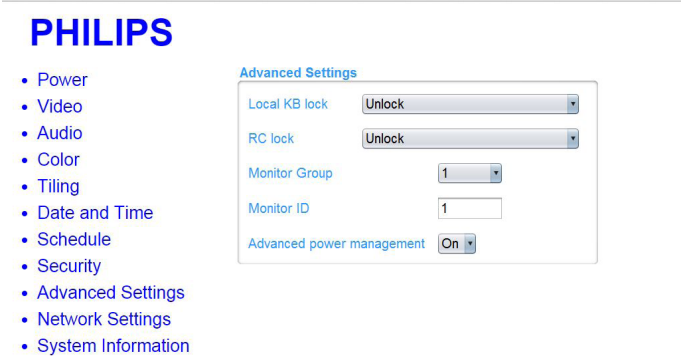 PHILIPS
• Power
• Video
• Audio
• Color
• Tiling
• Date and Time
• Schedule
• Security
• Advanced Settings
• Network Settings
• System Information
Advanced Settings
Local KB lock Unlock
RC lock Unlock
Monitor Group 1
Monitor ID 1
Advanced power management On